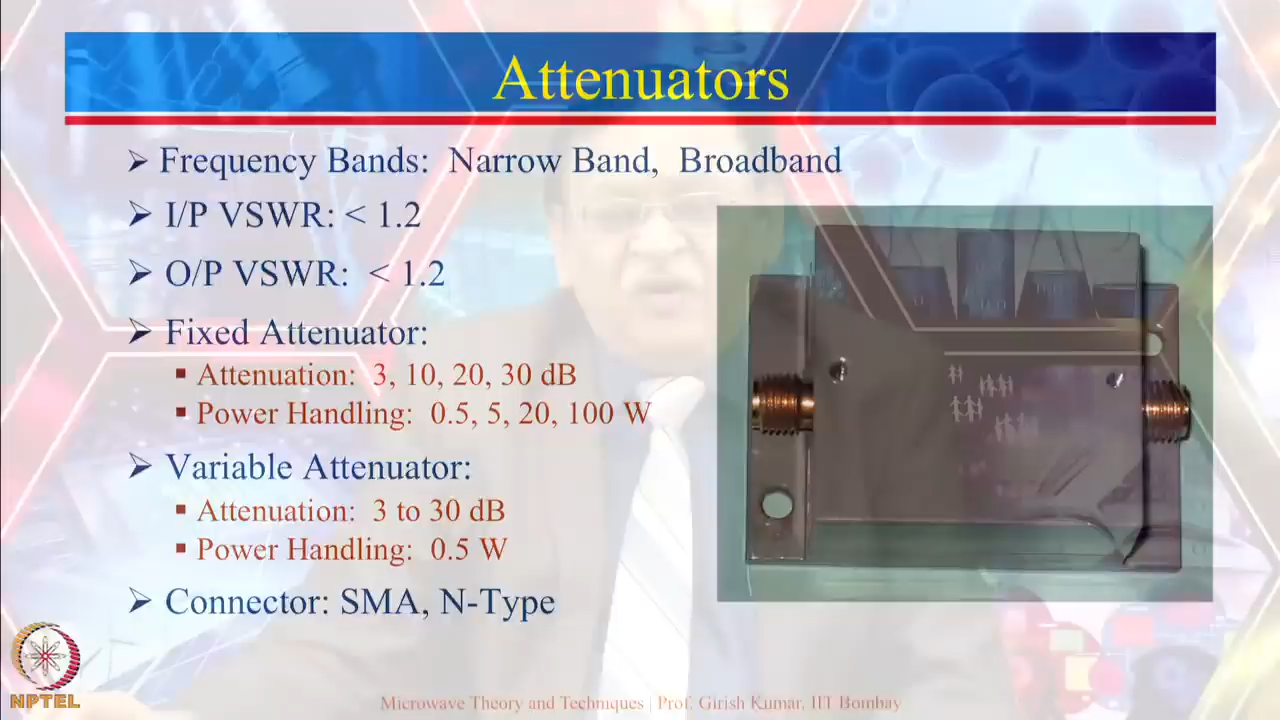 Attenuators
➢ Frequency Bands: Narrow Band, Broadband
➢ I/P VSWR: < 1.2
➢ O/P VSWR: < 1.2
➢ Fixed Attenuator:
▪ Attenuation: 3, 10, 20, 30 dB
▪ Power Handling: 0.5, 5, 20, 100 W
➢ Variable Attenuator:
▪ Attenuation: 3 to 30 dB
▪ Power Handling: 0.5 W
➢ Connector: SMA, N-Type
NPTEL
Microwave Theory and Techniques | Prof. Girish Kumar, IIT Bombay